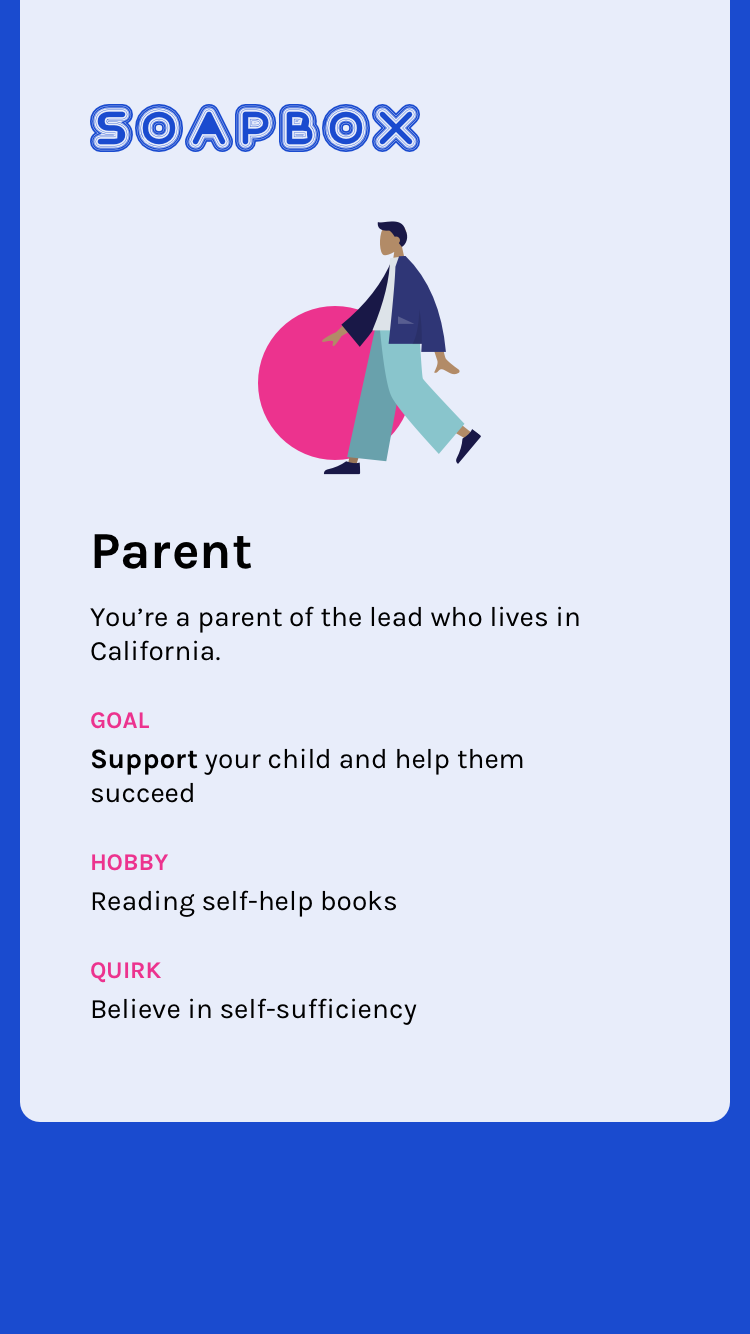 SOAPBOX
Parent
You’re a parent of the lead who lives in
California.
GOAL
Support your child and help them
succeed
HOBBY
Reading self-help books
QUIRK
Believe in self-sufficiency